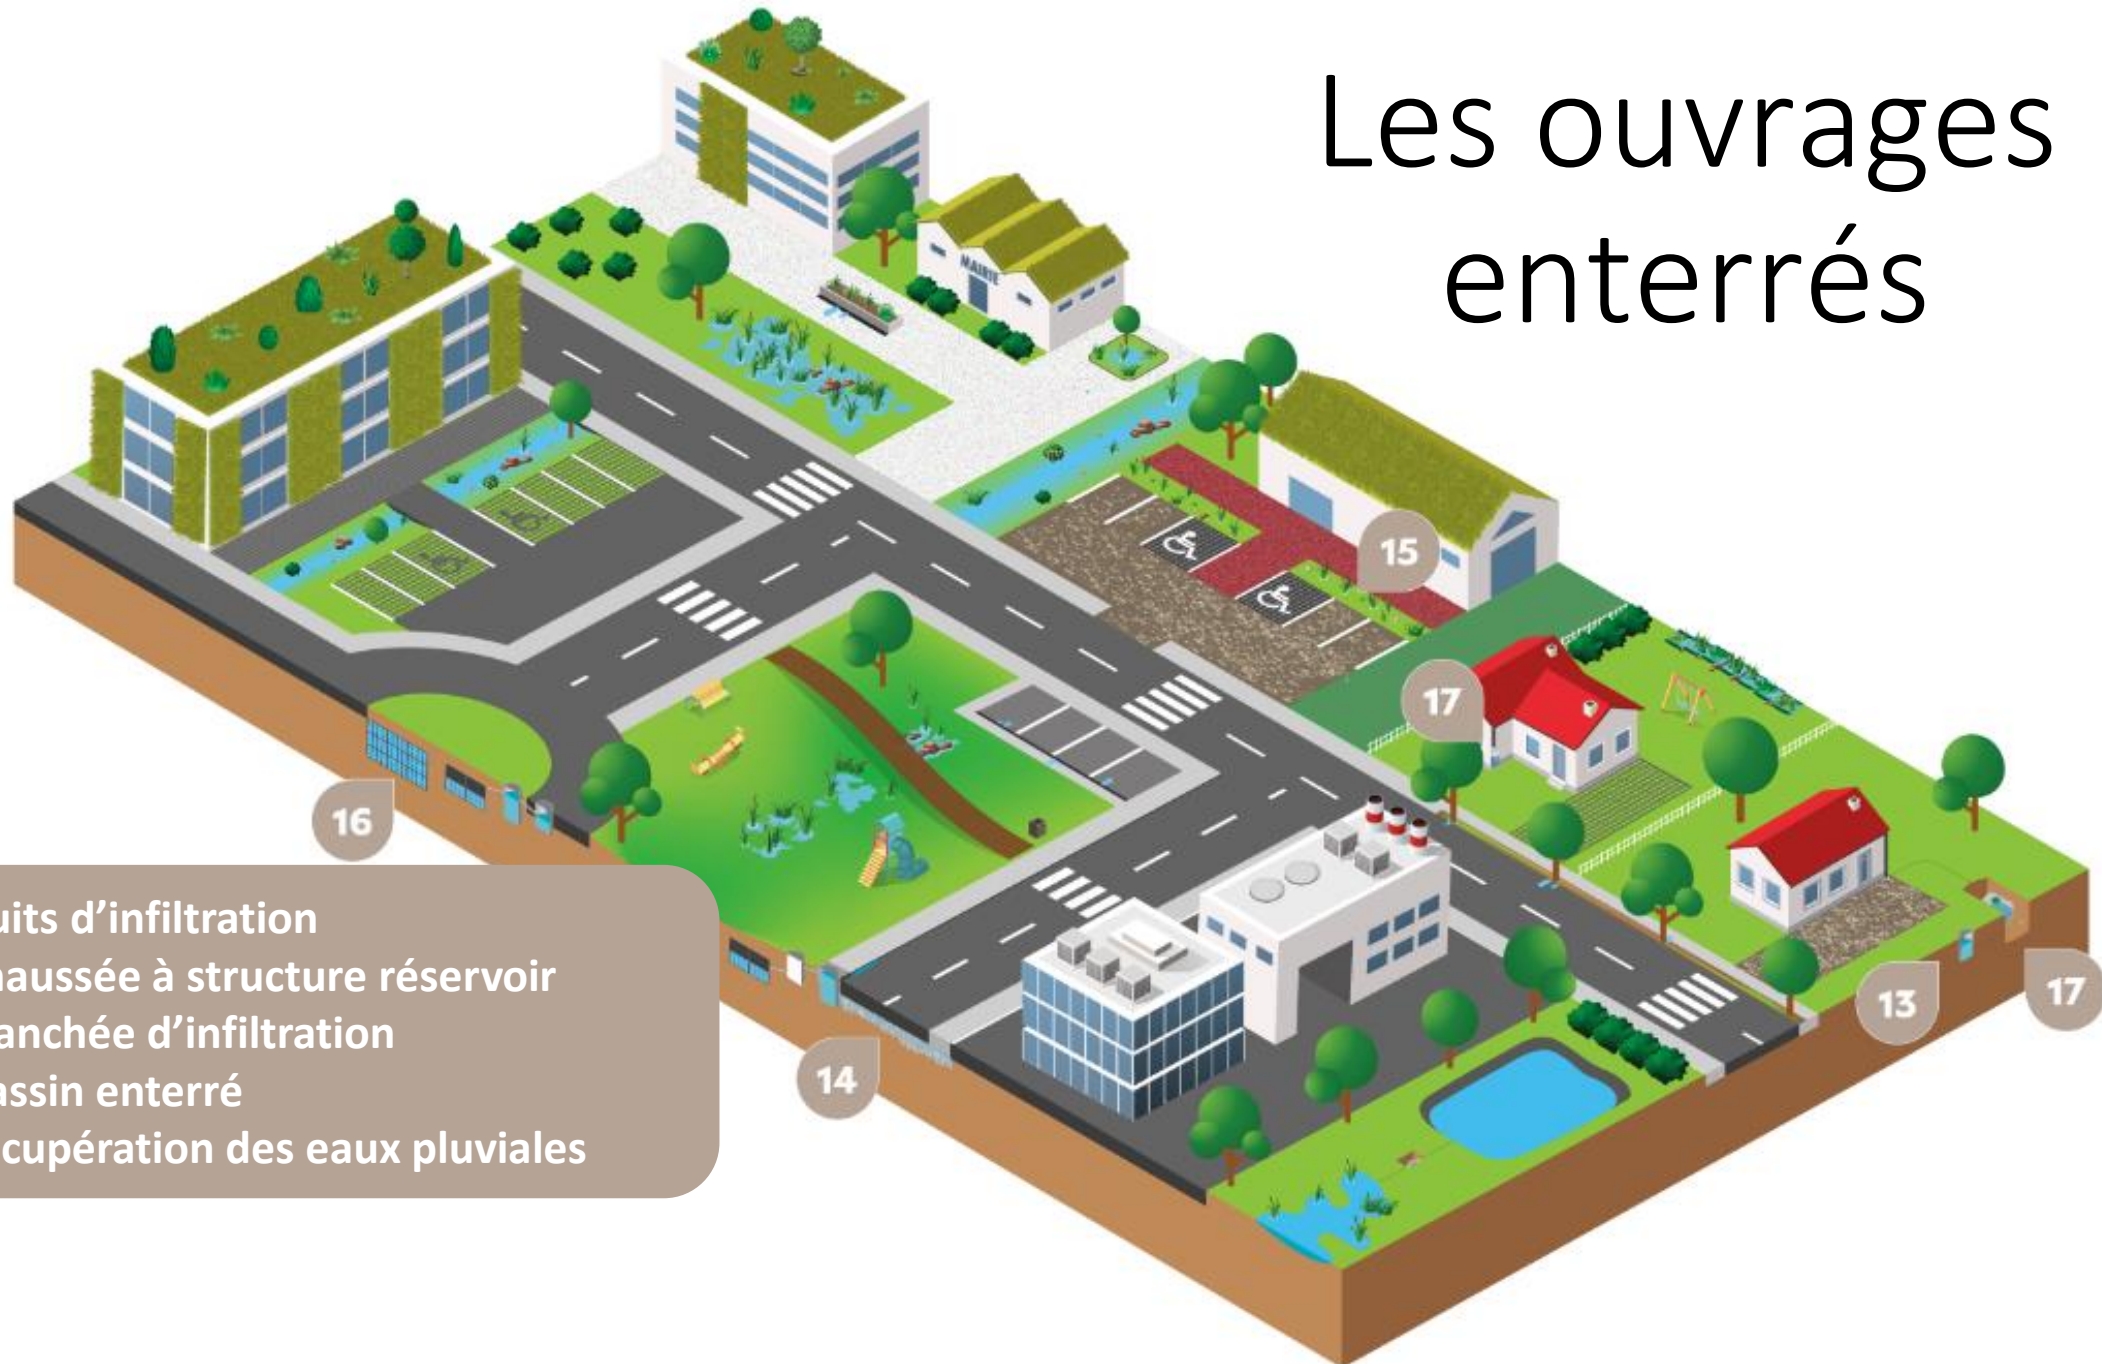 Les ouvrages
enterrés
MAIRIE
15
17
16
uits d’infiltration
haussée à structure réservoir
anchée d’infiltration
assin enterré
cupération des eaux pluviales
14
13
17